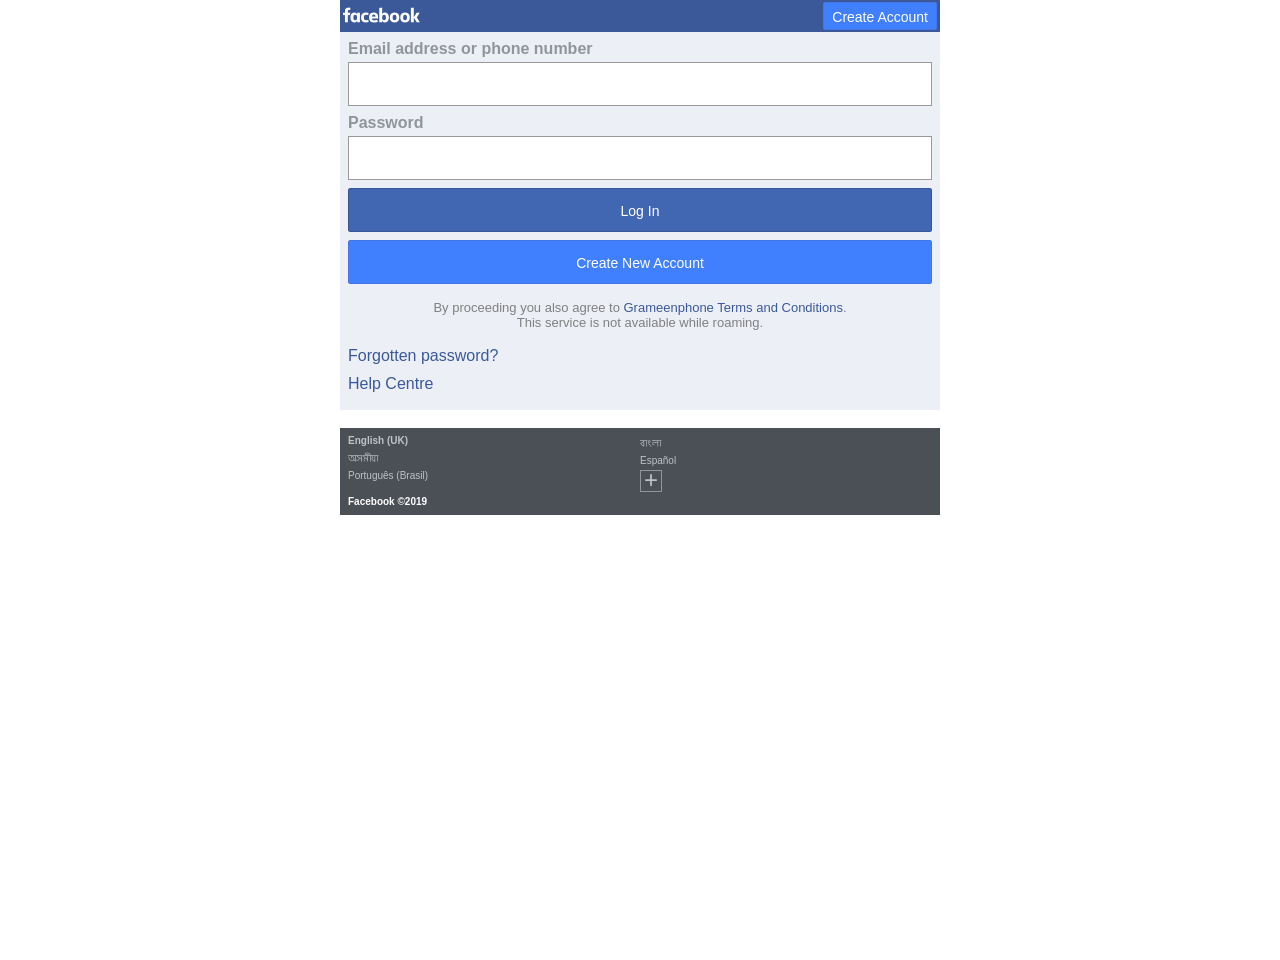 facebook
Create Account
Email address or phone number
Password
Log In
Create New Account
By proceeding you also agree to Grameenphone Terms and Conditions.
This service is not available while roaming.
Forgotten password?
Help Centre
English (UK)
বাংলা
অসমীয়া
Español
Português (Brasil)
+
Facebook ©2019